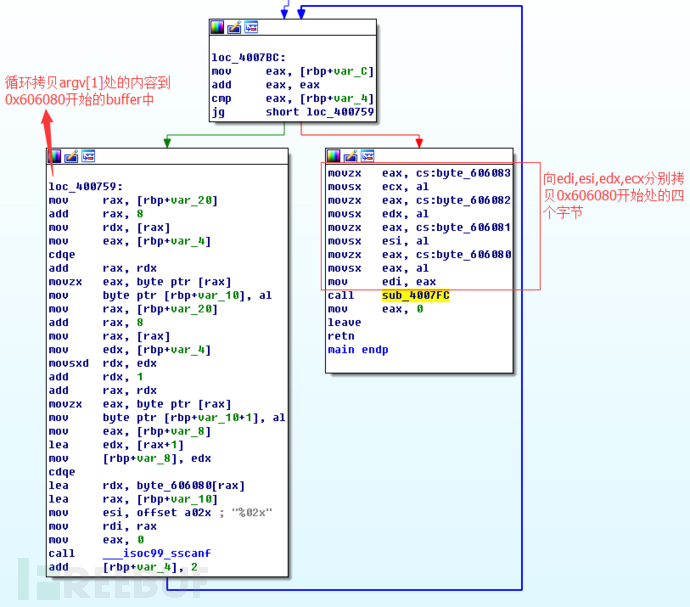 loc_4007BC:
mov eax, [rbp+var_C]
add eax, eax
cmp eax, [rbp+var_4]
jg short loc_400759
循环拷贝argv[1]处的内容到
0x606080开始的buffer中
loc_400759:
mov rax, [rbp+var_20]
add rax, 8
mov rdx, [rax]
mov eax, [rbp+var_4]
cdqe
add rax, rdx
movzx eax, byte ptr [rax]
mov byte ptr [rbp+var_10], al
mov rax, [rbp+var_20]
add rax, 8
mov rax, [rax]
mov edx, [rbp+var_4]
movsxd rdx, edx
add rdx, 1
add rax, rdx
movzx eax, byte ptr [rax]
mov byte ptr [rbp+var_10+1], al
mov eax, [rbp+var_8]
lea edx, [rax+1]
mov [rbp+var_8], edx
cdqe
lea rdx, byte_606080[rax]
lea rax, [rbp+var_10]
mov esi, offset a02x ; "%02x"
mov rdi, rax
mov eax, 0
call ___isoc99_sscanf
add [rbp+var_4], 2
movzx eax, cs:byte_606083
movsx ecx, al
movzx eax, cs:byte_606082
movsx edx, al
movzx eax, cs:byte_606081
movsx esi, al
movzx eax, cs:byte_606080
movsx eax, al
mov edi, eax
call sub_4007FC
mov eax, 0
leave
retn
main endp
向edi,esi,edx,ecx分别拷
贝0x606080开始处的四
个字节
REEBUF